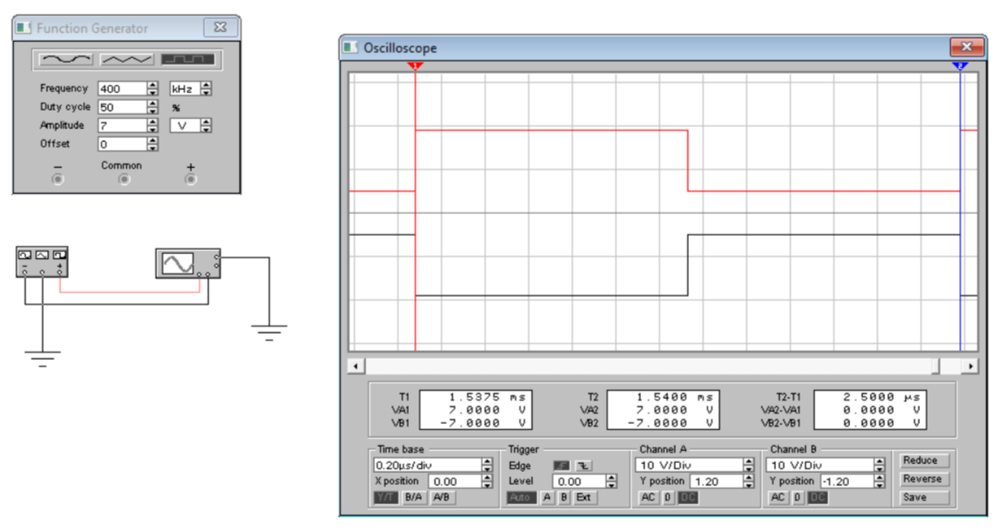 Function Generator
Frequency 400 kHz
Duty cycle 50 %
Amplitude 7 V
Offset 0
− Common +
− +
Oscilloscope
1 2
T1 1.5375 ms T2 1.5400 ms T2-T1 2.5000 µs
VA1 7.0000 V VA2 7.0000 V VA2-VA1 0.0000 V
VB1 -7.0000 V VB2 -7.0000 V VB2-VB1 0.0000 V
Time base Trigger Channel A Channel B
0.20µs/div Edge 10 V/Div 10 V/Div Reduce
X position 0.00 Level 0.00 Y position 1.20 Y position -1.20 Reverse
Y/T B/A A/B Auto A B Ext AC 0 DC AC 0 DC Save